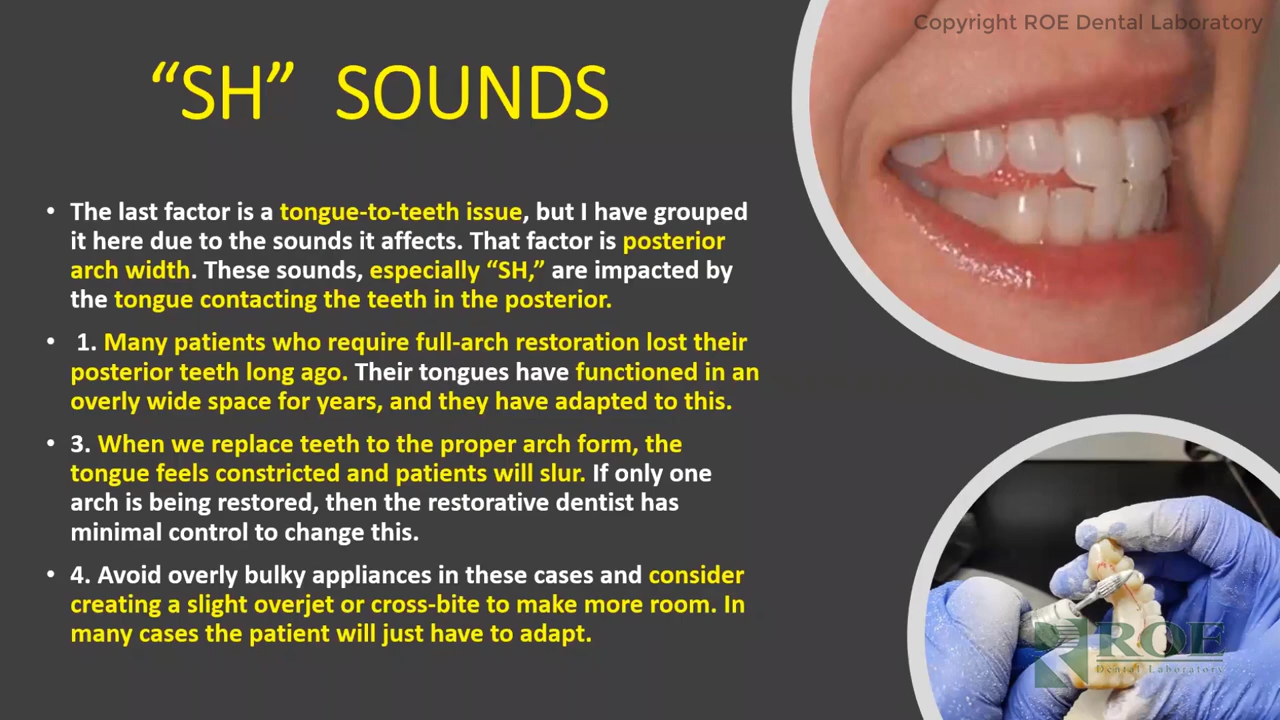 Copyright ROE Dental Laboratory
“SH” SOUNDS
• The last factor is a tongue-to-teeth issue, but I have grouped
it here due to the sounds it affects. That factor is posterior
arch width. These sounds, especially “SH,” are impacted by
the tongue contacting the teeth in the posterior.
• 1. Many patients who require full-arch restoration lost their
posterior teeth long ago. Their tongues have functioned in an
overly wide space for years, and they have adapted to this.
• 3. When we replace teeth to the proper arch form, the
tongue feels constricted and patients will slur. If only one
arch is being restored, then the restorative dentist has
minimal control to change this.
• 4. Avoid overly bulky appliances in these cases and consider
creating a slight overjet or cross-bite to make more room. In
many cases the patient will just have to adapt.
ROE
Dental Laboratory